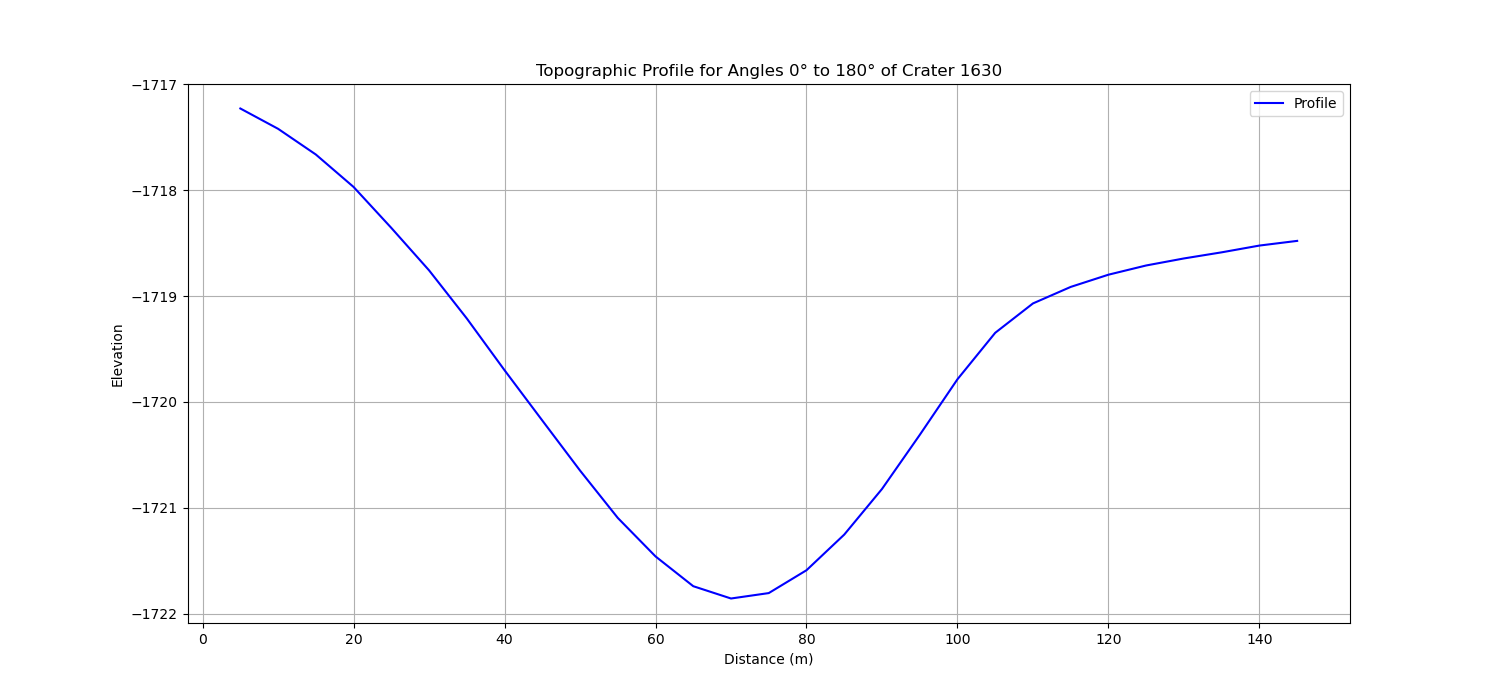 Topographic Profile for Angles 0° to 180° of Crater 1630
Profile
−1717
−1718
−1719
−1720
−1721
−1722
Elevation
0 20 40 60 80 100 120 140
Distance (m)